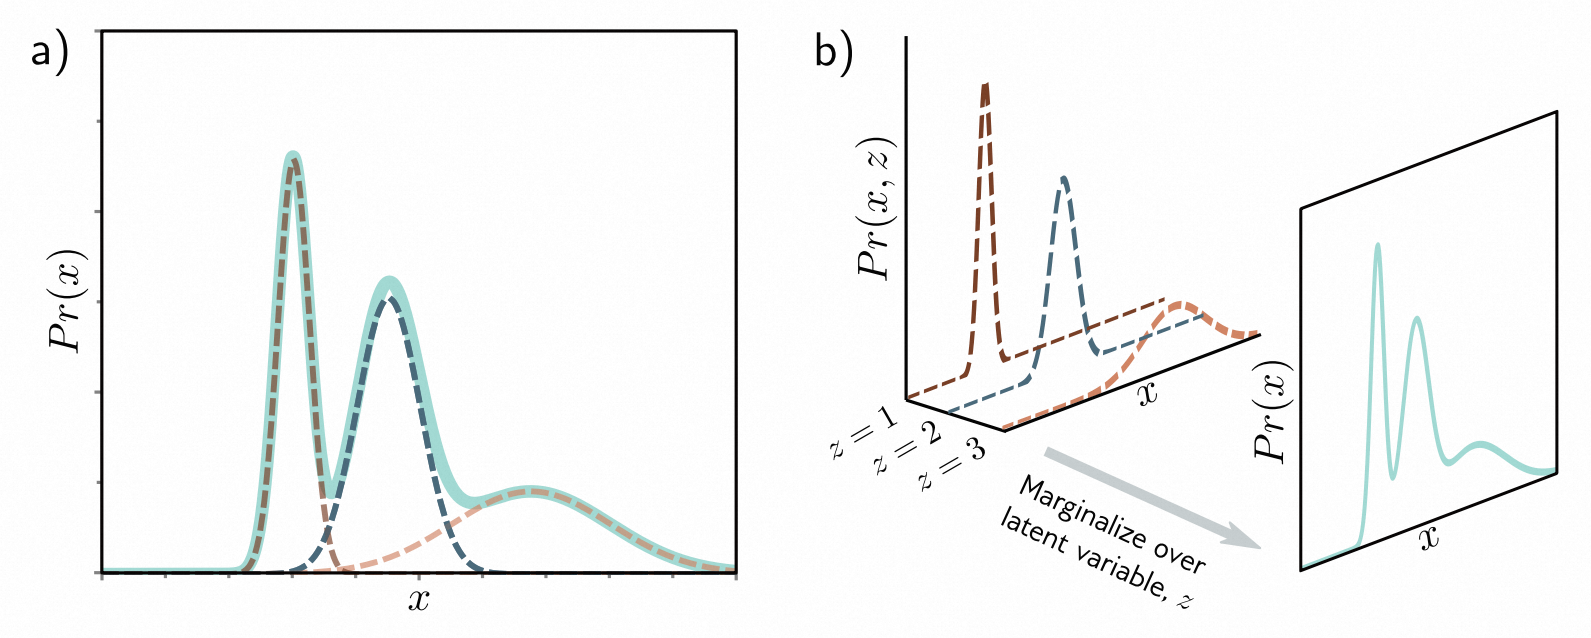 a)
Pr(x)
x
b)
Pr(x, z)
z = 1
z = 2
z = 3
x
Marginalize over
latent variable, z
Pr(x)
x